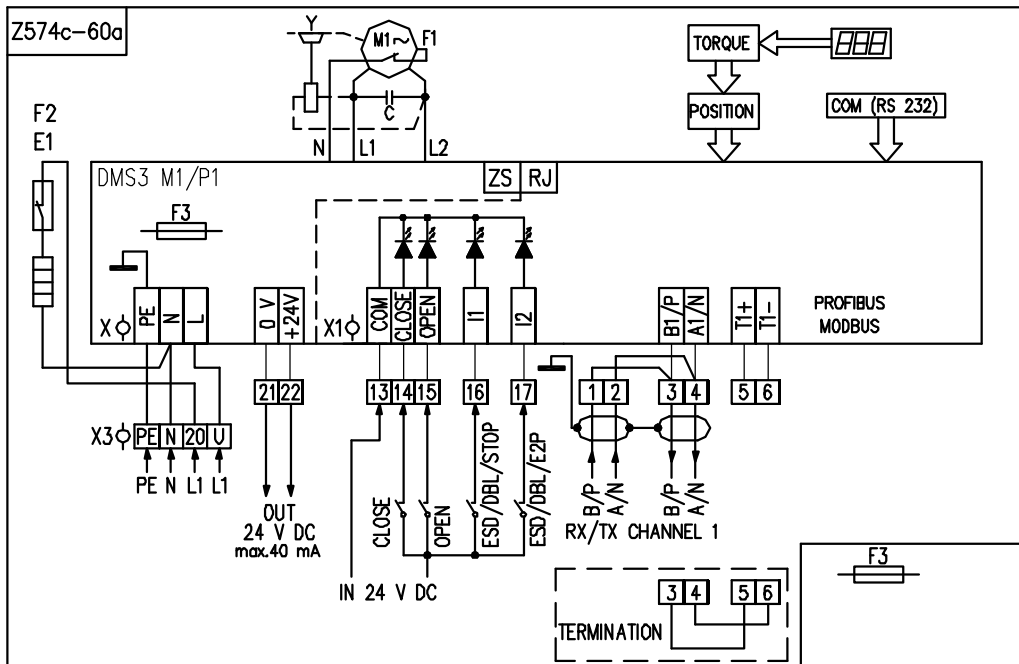 Z574c-60a
Y
M1
F1
TORQUE
POSITION
COM (RS 232)
C
N L1 L2
F2
E1
DMS3 M1/P1
ZS RJ
F3
X
PE
N
L
0 V
+24V
X1
COM
CLOSE
OPEN
I1
I2
B1/P
A1/N
T1+
T1-
PROFIBUS
MODBUS
21 22
13 14 15 16 17
1 2 3 4 5 6
X3
PE N 20 U
PE N L1 L1
OUT
24 V DC
max.40 mA
CLOSE
OPEN
ESD/DBL/STOP
ESD/DBL/E2P
B/P
A/N
B/P
A/N
RX/TX CHANNEL 1
IN 24 V DC
TERMINATION
3 4 5 6
F3